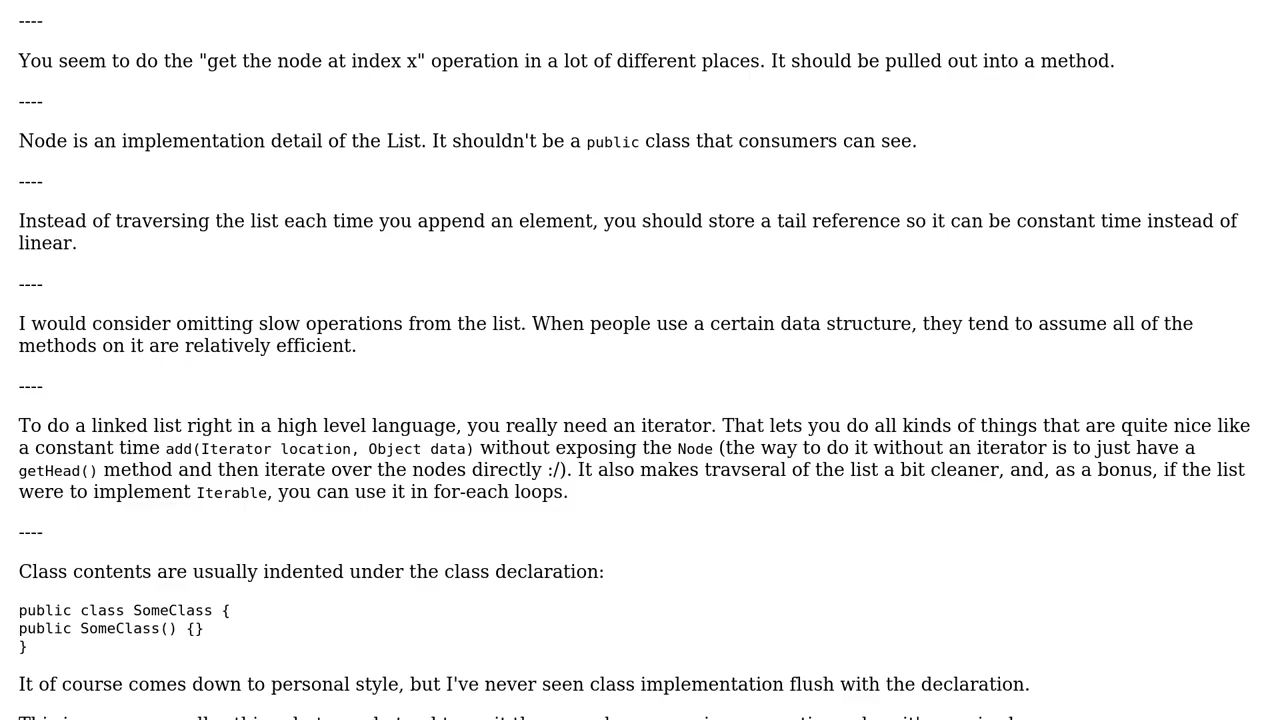 ----
You seem to do the "get the node at index x" operation in a lot of different places. It should be pulled out into a method.
----
Node is an implementation detail of the List. It shouldn't be a public class that consumers can see.
----
Instead of traversing the list each time you append an element, you should store a tail reference so it can be constant time instead of
linear.
----
I would consider omitting slow operations from the list. When people use a certain data structure, they tend to assume all of the
methods on it are relatively efficient.
----
To do a linked list right in a high level language, you really need an iterator. That lets you do all kinds of things that are quite nice like
a constant time add(Iterator location, Object data) without exposing the Node (the way to do it without an iterator is to just have a
getHead() method and then iterate over the nodes directly :/). It also makes travseral of the list a bit cleaner, and, as a bonus, if the list
were to implement Iterable, you can use it in for-each loops.
----
Class contents are usually indented under the class declaration:
public class SomeClass {
public SomeClass() {}
}
It of course comes down to personal style, but I've never seen class implementation flush with the declaration.